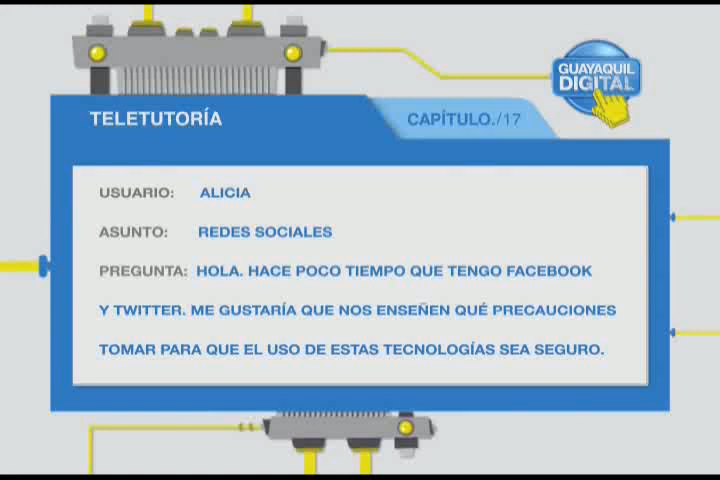 GUAYAQUIL
DIGITAL
TELETUTORÍA
CAPÍTULO./17
USUARIO: ALICIA
ASUNTO: REDES SOCIALES
PREGUNTA: HOLA. HACE POCO TIEMPO QUE TENGO FACEBOOK
Y TWITTER. ME GUSTARÍA QUE NOS ENSEÑEN QUÉ PRECAUCIONES
TOMAR PARA QUE EL USO DE ESTAS TECNOLOGÍAS SEA SEGURO.